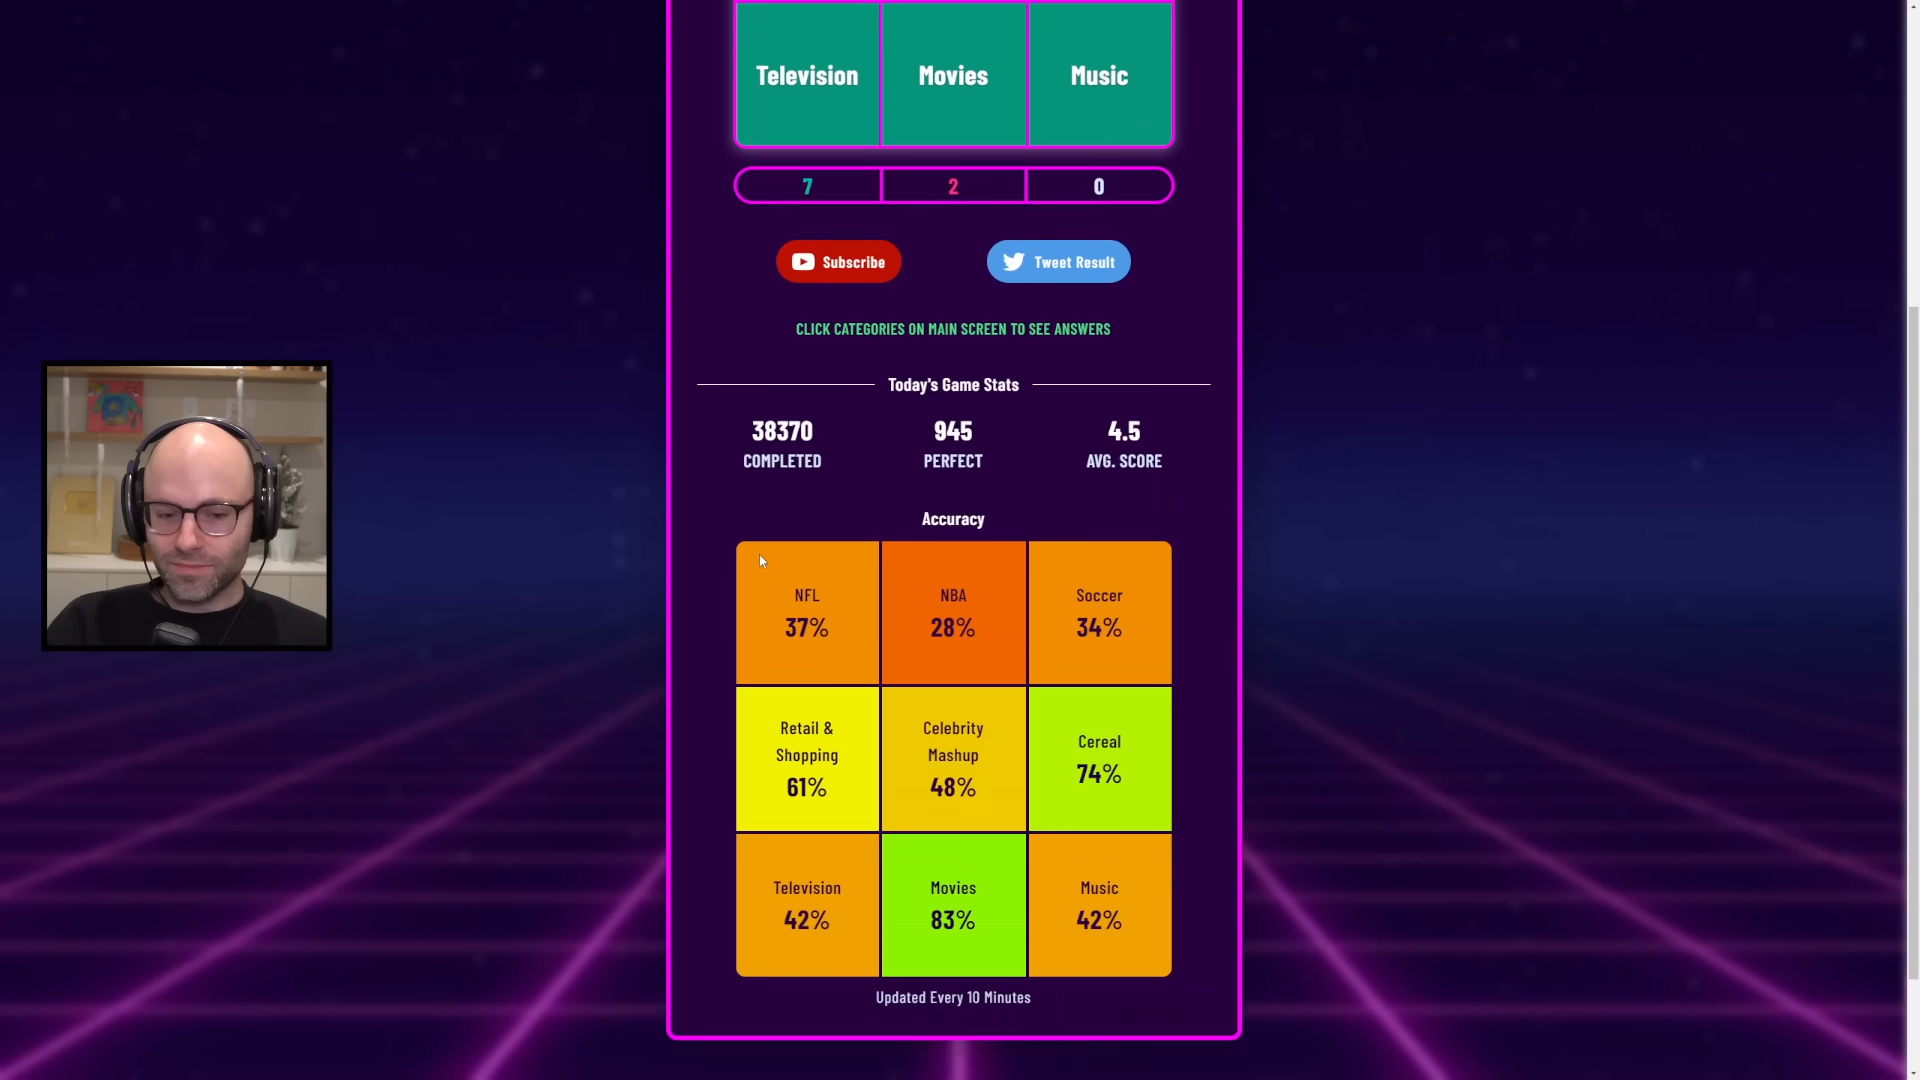 Television Movies Music
7 2 0
Subscribe Tweet Result
CLICK CATEGORIES ON MAIN SCREEN TO SEE ANSWERS
Today's Game Stats
38370 945 4.5
COMPLETED PERFECT AVG. SCORE
Accuracy
NFL NBA Soccer
37% 28% 34%
Retail &
Shopping
61%
Celebrity
Mashup
48%
Cereal
74%
Television Movies Music
42% 83% 42%
Updated Every 10 Minutes